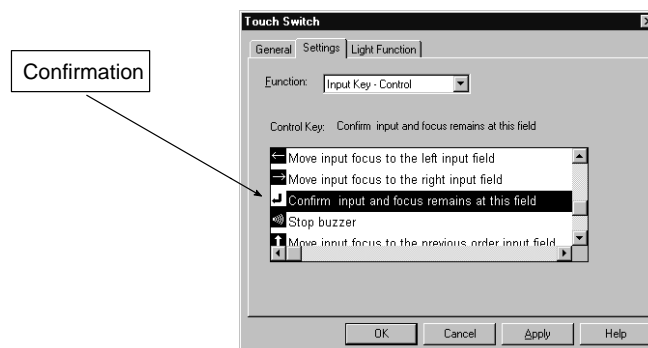 Touch Switch
General Settings Light Function
Confirmation
Function: Input Key - Control
Control Key: Confirm input and focus remains at this field
Move input focus to the left input field
Move input focus to the right input field
Confirm input and focus remains at this field
Stop buzzer
Move input focus to the previous order input field
OK Cancel Apply Help